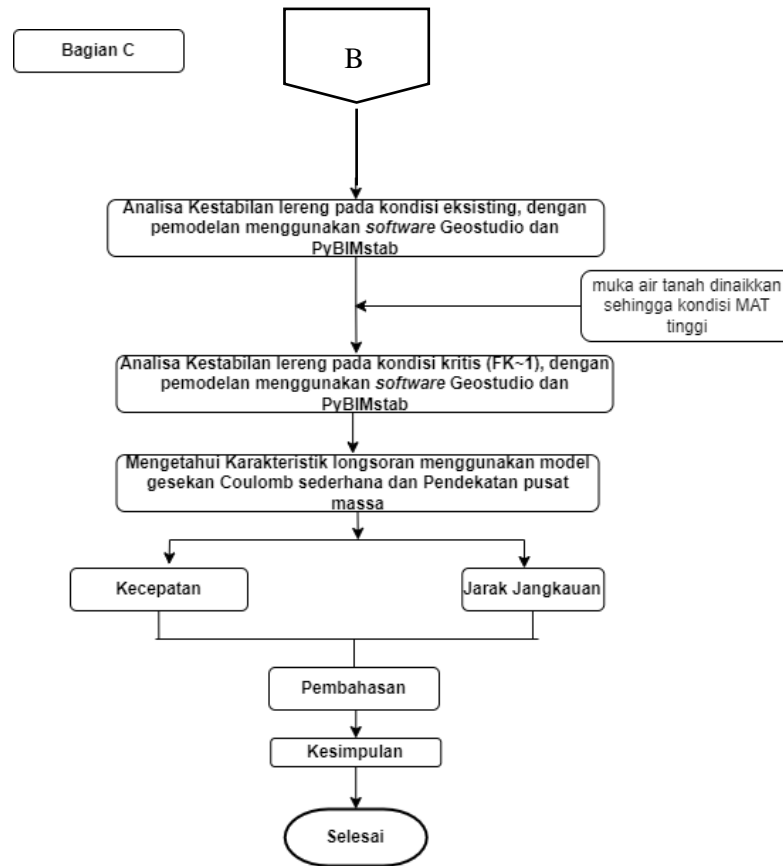 Bagian C
B
Analisa Kestabilan lereng pada kondisi eksisting, dengan
pemodelan menggunakan software Geostudio dan
PyBIMstab
muka air tanah dinaikkan
sehingga kondisi MAT
tinggi
Analisa Kestabilan lereng pada kondisi kritis (FK~1), dengan
pemodelan menggunakan software Geostudio dan
PyBIMstab
Mengetahui Karakteristik longsoran menggunakan model
gesekan Coulomb sederhana dan Pendekatan pusat
massa
Kecepatan
Jarak Jangkauan
Pembahasan
Kesimpulan
Selesai